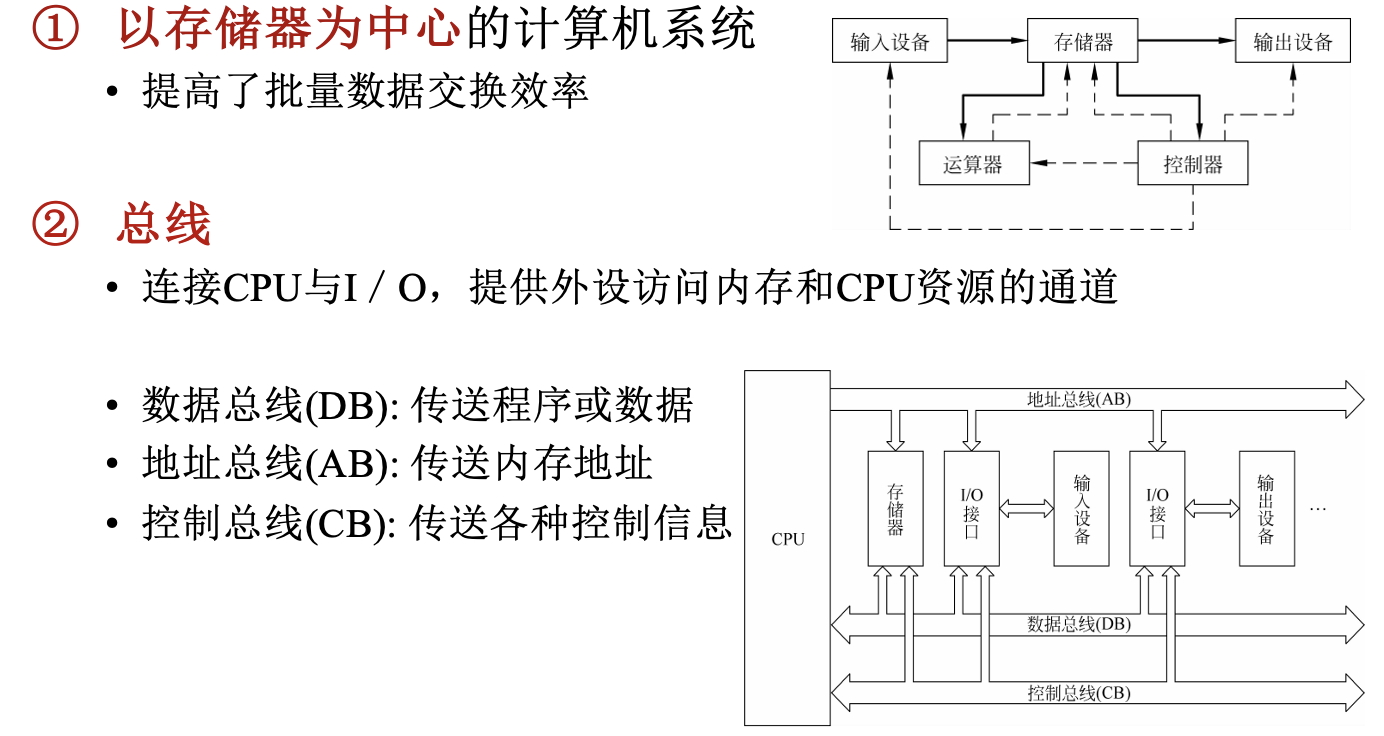 ① 以存储器为中心的计算机系统
• 提高了批量数据交换效率
输入设备 存储器 输出设备
运算器 控制器
② 总线
• 连接CPU与I / O，提供外设访问内存和CPU资源的通道
• 数据总线(DB): 传送程序或数据
• 地址总线(AB): 传送内存地址
• 控制总线(CB): 传送各种控制信息
CPU
地址总线(AB)
存储器
I/O接口
输入设备
I/O接口
输出设备
…
数据总线(DB)
控制总线(CB)